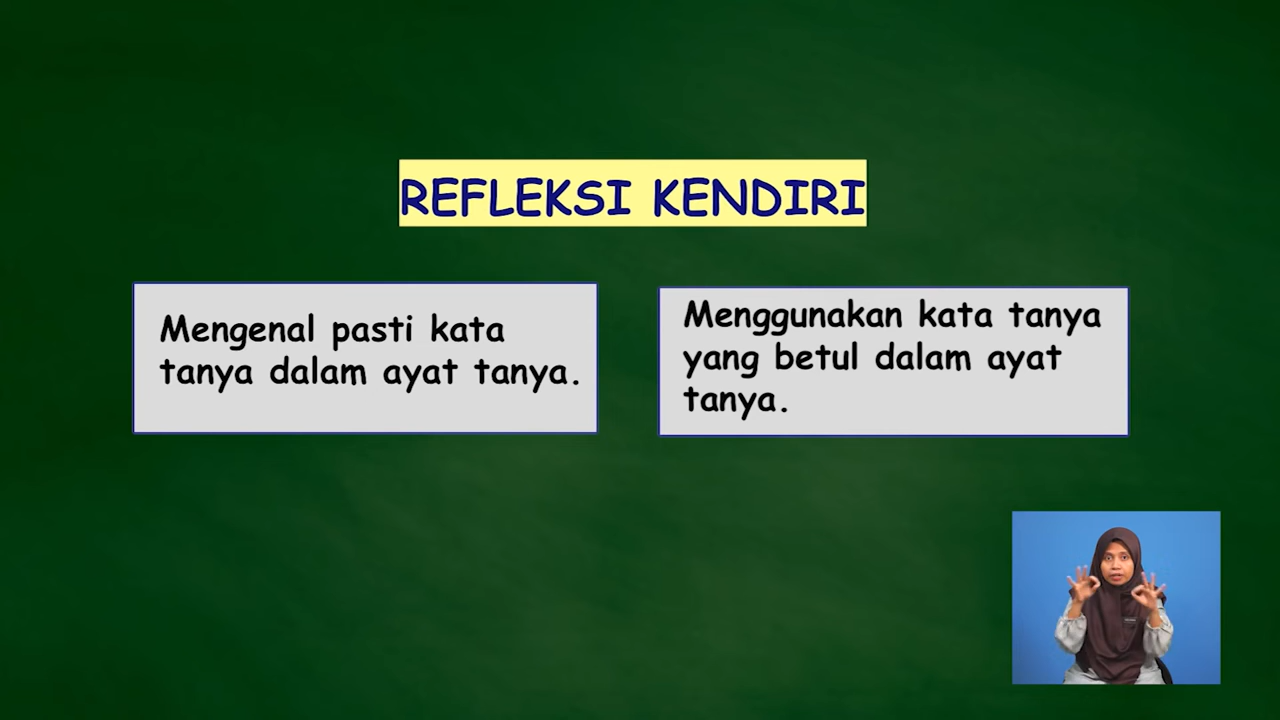 REFLEKSI KENDIRI
Mengenal pasti kata
tanya dalam ayat tanya.
Menggunakan kata tanya
yang betul dalam ayat
tanya.